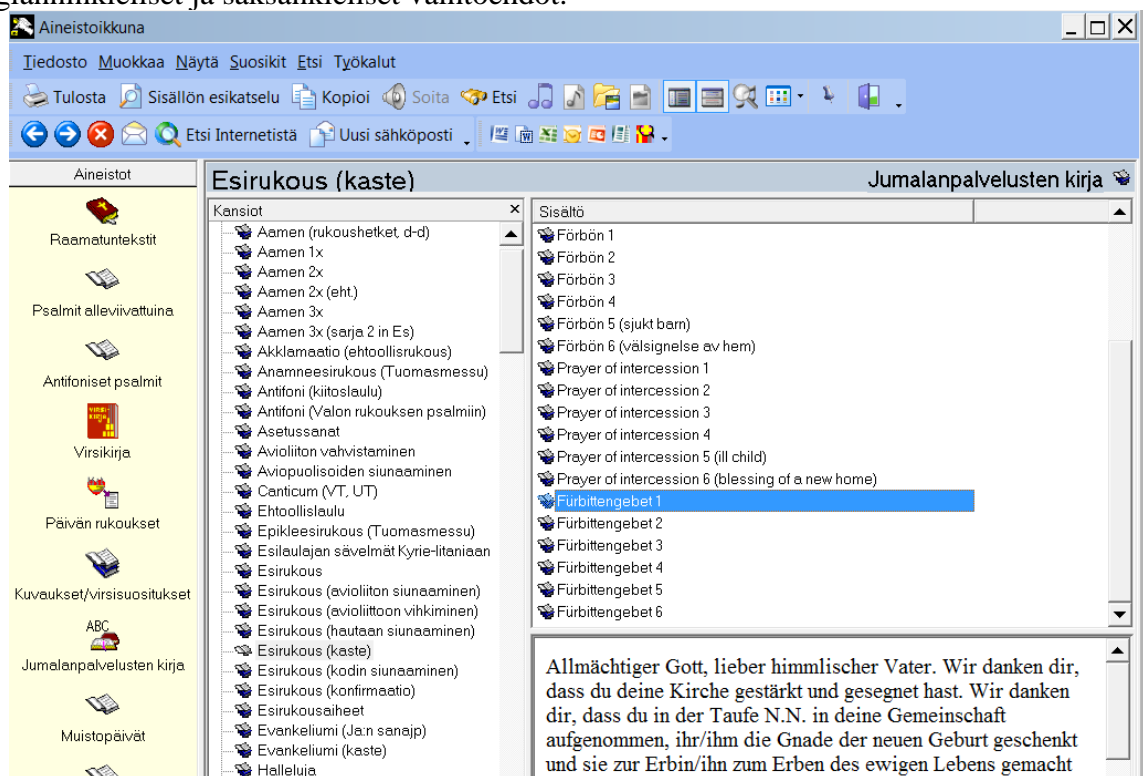 ja saksankieliset vaihtoehdot.
Aineistoikkuna
Tiedosto Muokkaa Näytä Suosikit Etsi Työkalut
Tulosta Sisällön esikatselu Kopioi Soita Etsi
Etsi Internetistä Uusi sähköposti
Aineistot
Raamatuntekstit
Psalmit alleviivattuina
Antifoniset psalmit
VIRSI-
KIRJA
Virsikirja
Päivän rukoukset
Kuvaukset/virsisuositukset
ABC
Jumalanpalvelusten kirja
Muistopäivät
Esirukous (kaste) Jumalanpalvelusten kirja
Kansiot
Aamen (rukoushetket, d-d)
Aamen 1x
Aamen 2x
Aamen 2x (eht.)
Aamen 3x
Aamen 3x (sarja 2 in Es)
Akklamaatio (ehtoollisrukous)
Anamneesirukous (Tuomasmessu)
Antifoni (kiitoslaulu)
Antifoni (Valon rukouksen psalmiin)
Asetussanat
Avioliiton vahvistaminen
Aviopuolisoiden siunaaminen
Canticum (VT, UT)
Ehtoollislaulu
Epikleesirukous (Tuomasmessu)
Esilaulajan sävelmät Kyrie-litaniaan
Esirukous
Esirukous (avioliiton siunaaminen)
Esirukous (avioliittoon vihkiminen)
Esirukous (hautaan siunaaminen)
Esirukous (kaste)
Esirukous (kodin siunaaminen)
Esirukous (konfirmaatio)
Esirukousaiheet
Evankeliumi (Ja:n sanajp)
Evankeliumi (kaste)
Halleluja
Sisältö
Förbön 1
Förbön 2
Förbön 3
Förbön 4
Förbön 5 (sjukt barn)
Förbön 6 (välsignelse av hem)
Prayer of intercession 1
Prayer of intercession 2
Prayer of intercession 3
Prayer of intercession 4
Prayer of intercession 5 (ill child)
Prayer of intercession 6 (blessing of a new home)
Fürbittengebet 1
Fürbittengebet 2
Fürbittengebet 3
Fürbittengebet 4
Fürbittengebet 5
Fürbittengebet 6
Allmächtiger Gott, lieber himmlischer Vater. Wir danken dir,
dass du deine Kirche gestärkt und gesegnet hast. Wir danken
dir, dass du in der Taufe N.N. in deine Gemeinschaft
aufgenommen, ihr/ihm die Gnade der neuen Geburt geschenkt
und sie zur Erbin/ihn zum Erben des ewigen Lebens gemacht